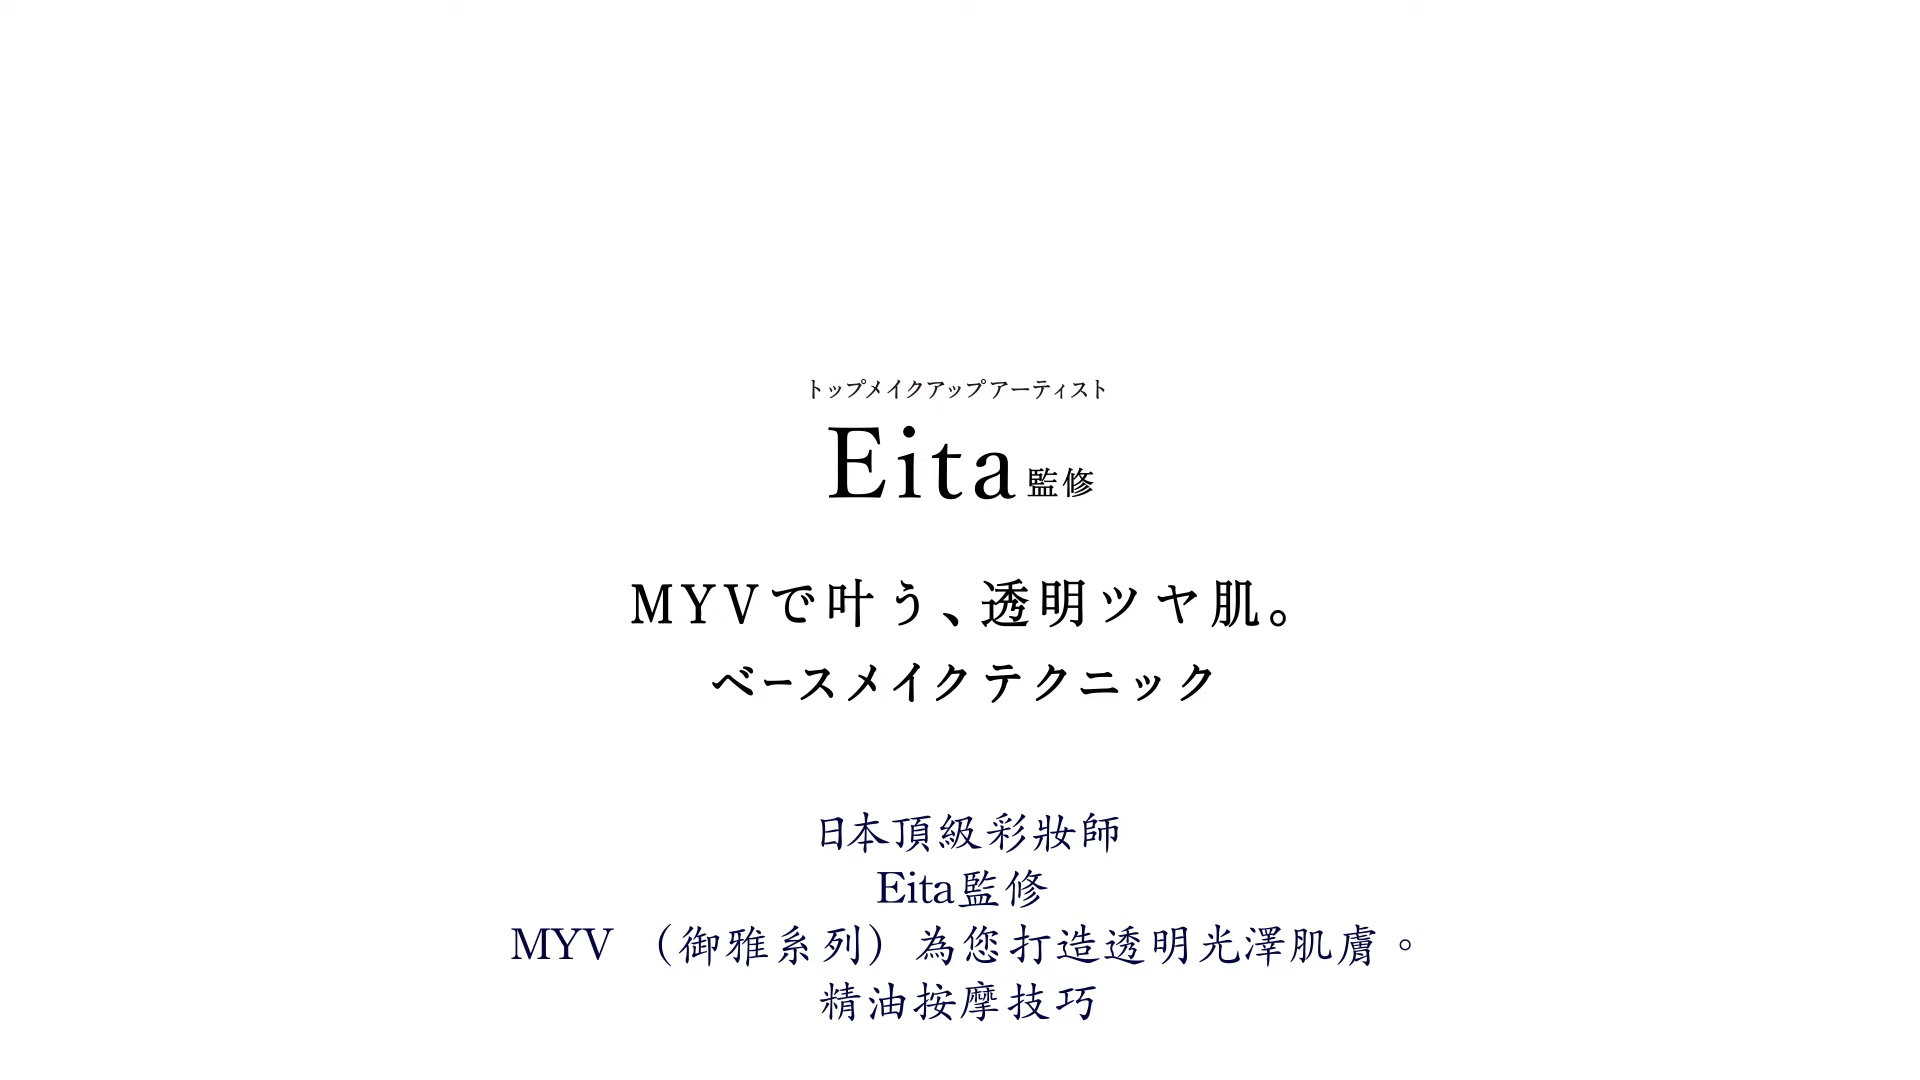 トップメイクアップアーティスト
Eita監修
MYVで叶う、透明ツヤ肌。
ベースメイクテクニック
日本頂級彩妝師
Eita監修
MYV （御雅系列）為您打造透明光澤肌膚。
精油按摩技巧